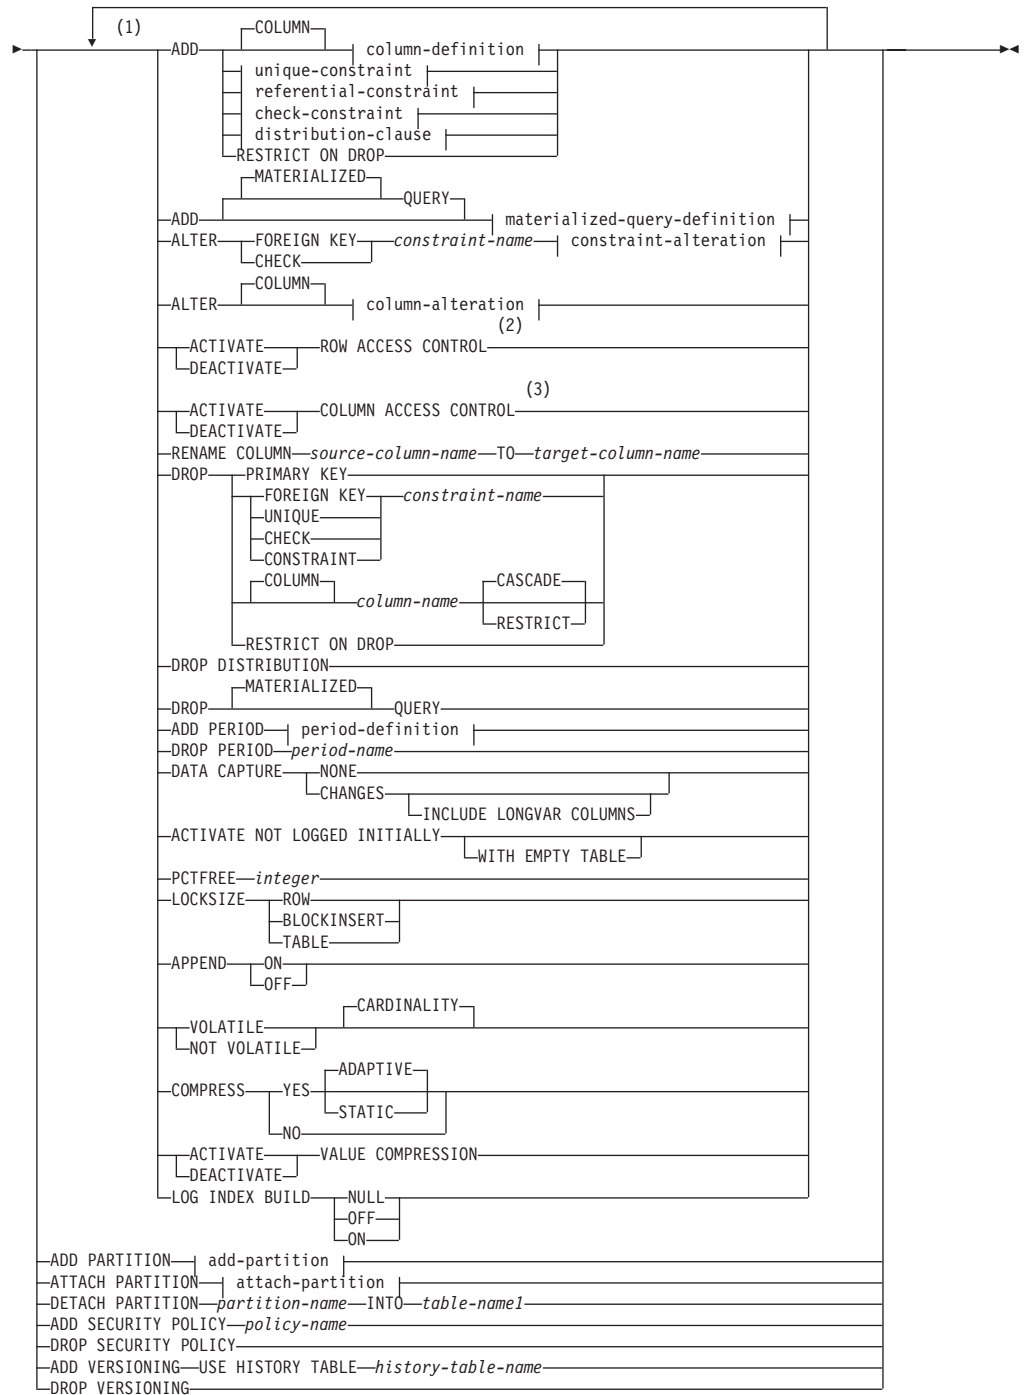 (1)
COLUMN
ADD column-definition
unique-constraint
referential-constraint
check-constraint
distribution-clause
RESTRICT ON DROP
MATERIALIZED
QUERY
ADD materialized-query-definition
ALTER FOREIGN KEY constraint-name constraint-alteration
CHECK
COLUMN
ALTER column-alteration
(2)
ACTIVATE ROW ACCESS CONTROL
DEACTIVATE
(3)
ACTIVATE COLUMN ACCESS CONTROL
DEACTIVATE
RENAME COLUMN source-column-name TO target-column-name
DROP PRIMARY KEY
FOREIGN KEY constraint-name
UNIQUE
CHECK
CONSTRAINT
COLUMN CASCADE
column-name
RESTRICT
RESTRICT ON DROP
DROP DISTRIBUTION
MATERIALIZED
DROP QUERY
ADD PERIOD period-definition
DROP PERIOD period-name
DATA CAPTURE NONE
CHANGES
INCLUDE LONGVAR COLUMNS
ACTIVATE NOT LOGGED INITIALLY
WITH EMPTY TABLE
PCTFREE integer
LOCKSIZE ROW
BLOCKINSERT
TABLE
APPEND ON
OFF
CARDINALITY
VOLATILE
NOT VOLATILE
ADAPTIVE
COMPRESS YES
STATIC
NO
ACTIVATE VALUE COMPRESSION
DEACTIVATE
LOG INDEX BUILD NULL
OFF
ON
ADD PARTITION add-partition
ATTACH PARTITION attach-partition
DETACH PARTITION partition-name INTO table-name1
ADD SECURITY POLICY policy-name
DROP SECURITY POLICY
ADD VERSIONING USE HISTORY TABLE history-table-name
DROP VERSIONING